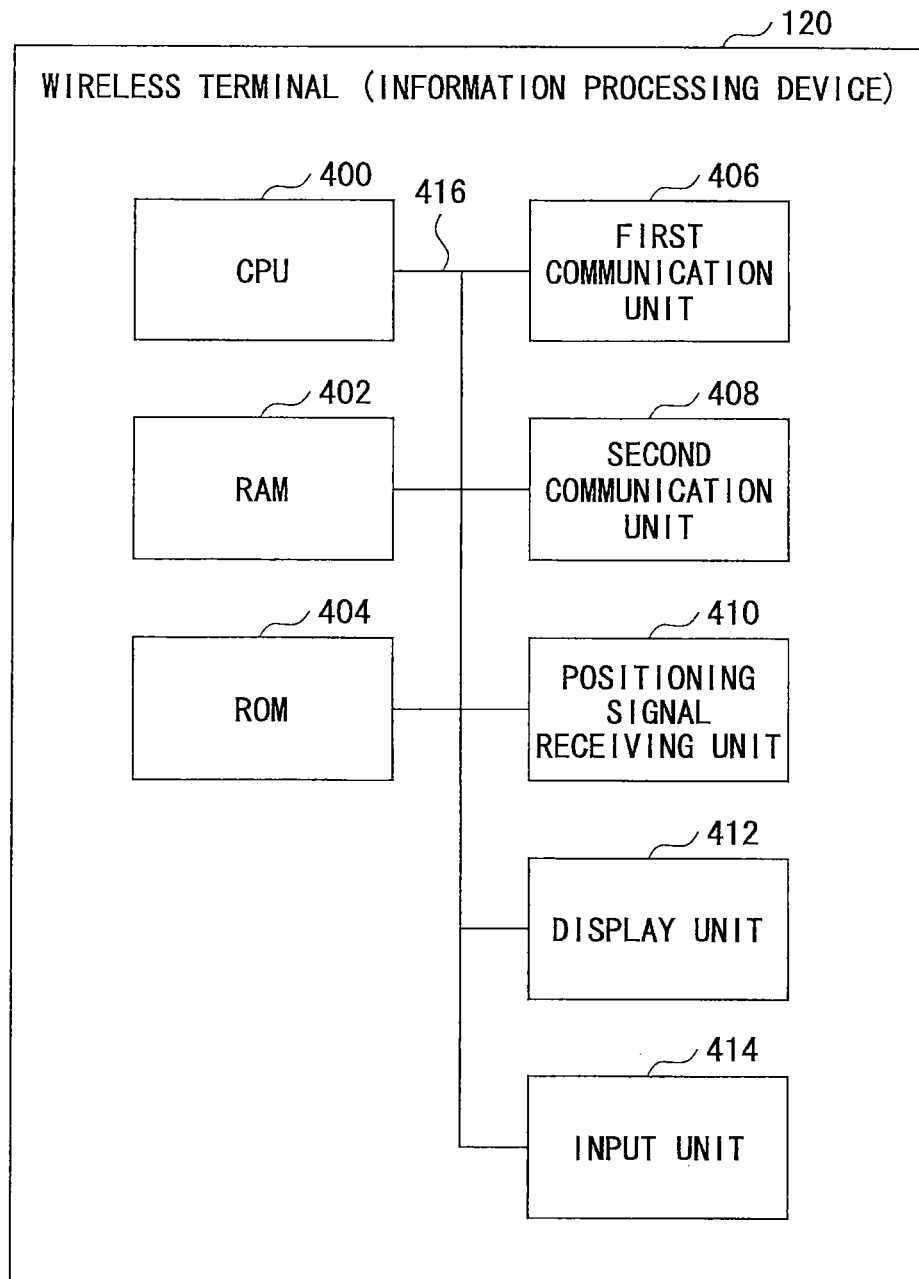 120
WIRELESS TERMINAL (INFORMATION PROCESSING DEVICE)
400
416
406
CPU
FIRST
COMMUNICATION
UNIT
402
408
RAM
SECOND
COMMUNICATION
UNIT
404
410
ROM
POSITIONING
SIGNAL
RECEIVING UNIT
412
DISPLAY UNIT
414
INPUT UNIT